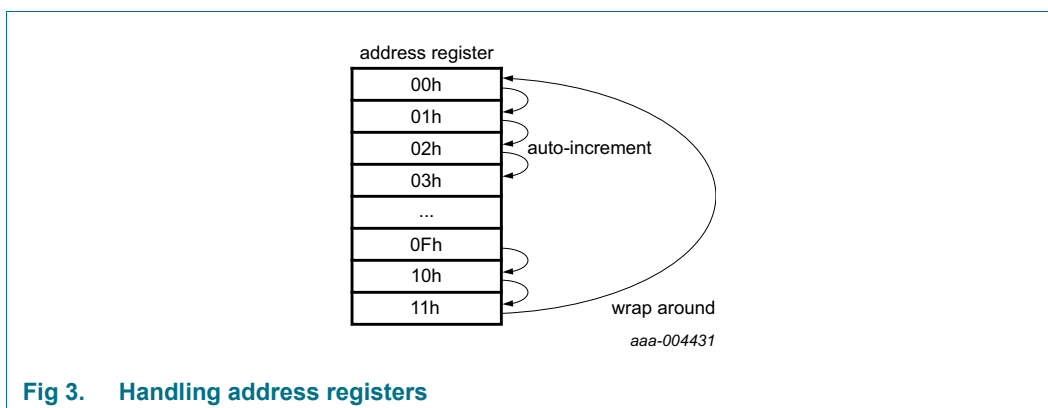 address register
00h
01h
02h
auto-increment
03h
...
0Fh
10h
11h
wrap around
aaa-004431
Fig 3. Handling address registers